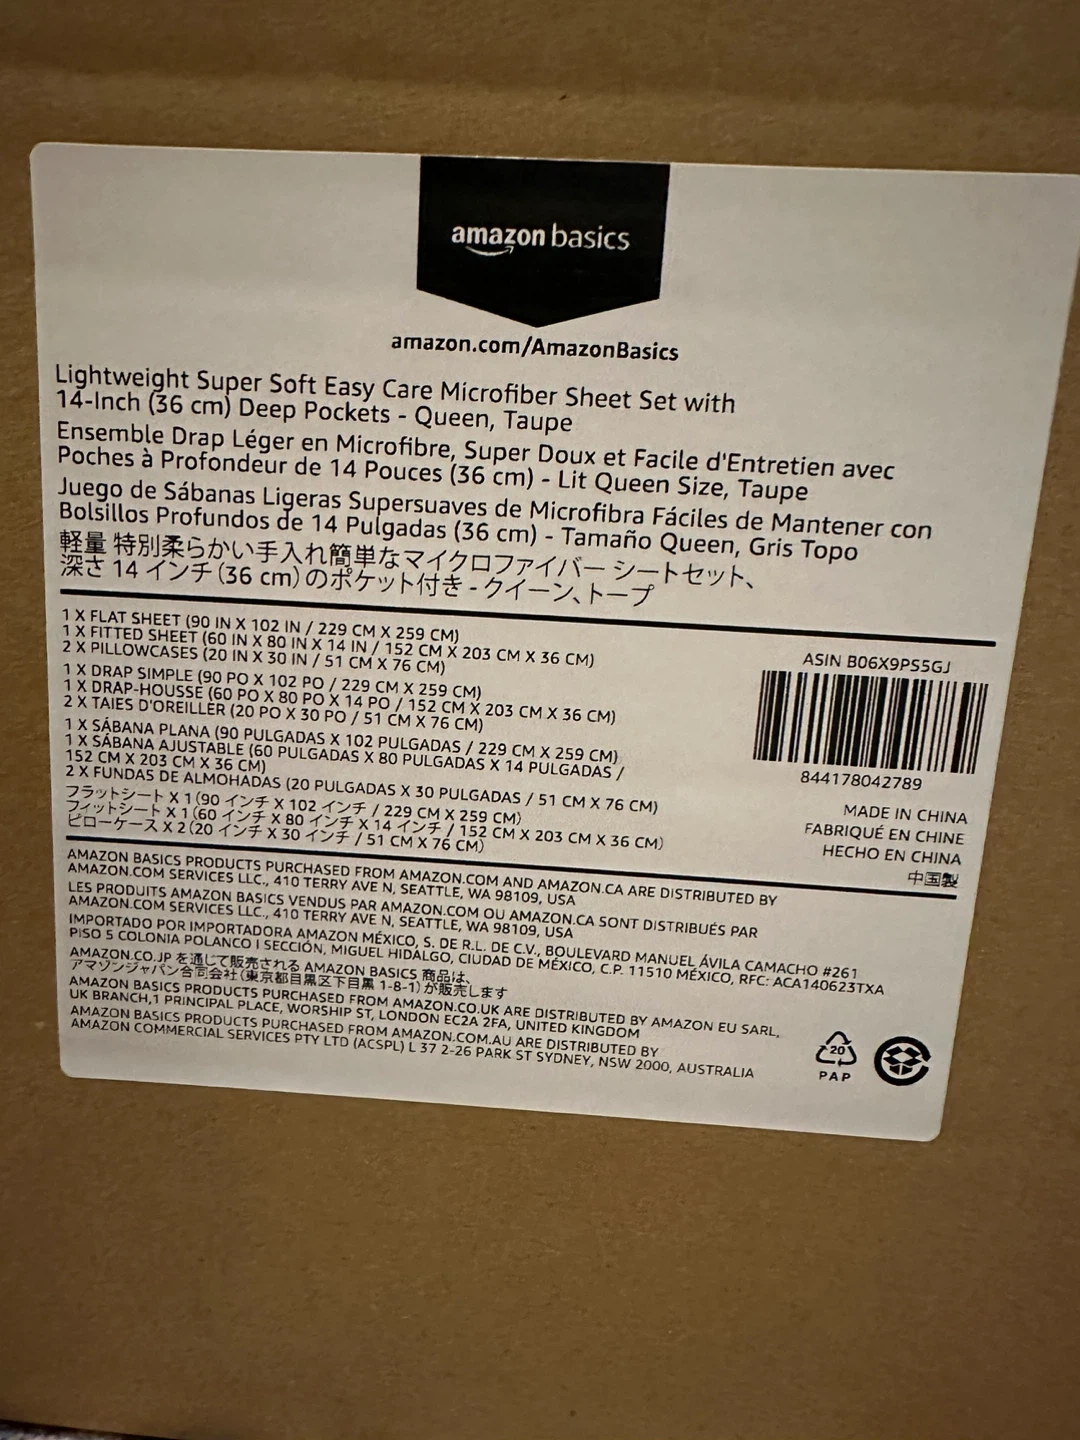 amazon basics
amazon.com/AmazonBasics
Lightweight Super Soft Easy Care Microfiber Sheet Set with
14-Inch (36 cm) Deep Pockets - Queen, Taupe
Ensemble Drap Léger en Microfibre, Super Doux et Facile d'Entretien avec
Poches à Profondeur de 14 Pouces (36 cm) - Lit Queen Size, Taupe
Juego de Sábanas Ligeras Supersuaves de Microfibra Fáciles de Mantener con
Bolsillos Profundos de 14 Pulgadas (36 cm) - Tamaño Queen, Gris Topo
軽量 特別柔らかい手入れ簡単なマイクロファイバー シートセット、
深さ 14 インチ (36 cm) のポケット付き - クイーン、トープ
1 X FLAT SHEET (90 IN X 102 IN / 229 CM X 259 CM)
1 X FITTED SHEET (60 IN X 80 IN X 14 IN / 152 CM X 203 CM X 36 CM)
2 X PILLOWCASES (20 IN X 30 IN / 51 CM X 76 CM)
1 X DRAP SIMPLE (90 PO X 102 PO / 229 CM X 259 CM)
1 X DRAP-HOUSSE (60 PO X 80 PO X 14 PO / 152 CM X 203 CM X 36 CM)
2 X TAIES D'OREILLER (20 PO X 30 PO / 51 CM X 76 CM)
1 X SÁBANA PLANA (90 PULGADAS X 102 PULGADAS / 229 CM X 259 CM)
1 X SÁBANA AJUSTABLE (60 PULGADAS X 80 PULGADAS X 14 PULGADAS /
152 CM X 203 CM X 36 CM)
2 X FUNDAS DE ALMOHADAS (20 PULGADAS X 30 PULGADAS / 51 CM X 76 CM)
フラットシート X 1 (90 インチ X 102 インチ / 229 CM X 259 CM)
フィットシート X 1 (60 インチ X 80 インチ X 14 インチ / 152 CM X 203 CM X 36 CM)
ピローケース X 2 (20 インチ X 30 インチ / 51 CM X 76 CM)
ASIN B06X9PS5GJ
844178042789
MADE IN CHINA
FABRIQUÉ EN CHINE
HECHO EN CHINA
中国製
AMAZON BASICS PRODUCTS PURCHASED FROM AMAZON.COM AND AMAZON.CA ARE DISTRIBUTED BY
AMAZON.COM SERVICES LLC., 410 TERRY AVE N, SEATTLE, WA 98109, USA
LES PRODUITS AMAZON BASICS VENDUS PAR AMAZON.COM OU AMAZON.CA SONT DISTRIBUÉS PAR
AMAZON.COM SERVICES LLC., 410 TERRY AVE N, SEATTLE, WA 98109, USA
IMPORTADO POR IMPORTADORA AMAZON MÉXICO, S. DE R.L. DE C.V., BOULEVARD MANUEL ÁVILA CAMACHO #261
PISO 5 COLONIA POLANCO I SECCIÓN, MIGUEL HIDALGO, CIUDAD DE MÉXICO, C.P. 11510 MÉXICO, RFC: ACA140623TXA
AMAZON.CO.JP を通じて販売される AMAZON BASICS 商品は、
アマゾンジャパン合同会社 (東京都目黒区下目黒 1-8-1) が販売します
AMAZON BASICS PRODUCTS PURCHASED FROM AMAZON.CO.UK ARE DISTRIBUTED BY AMAZON EU SARL,
UK BRANCH,1 PRINCIPAL PLACE, WORSHIP ST, LONDON EC2A 2FA, UNITED KINGDOM
AMAZON BASICS PRODUCTS PURCHASED FROM AMAZON.COM.AU ARE DISTRIBUTED BY
AMAZON COMMERCIAL SERVICES PTY LTD (ACSPL) L 37 2-26 PARK ST SYDNEY, NSW 2000, AUSTRALIA
20
PAP